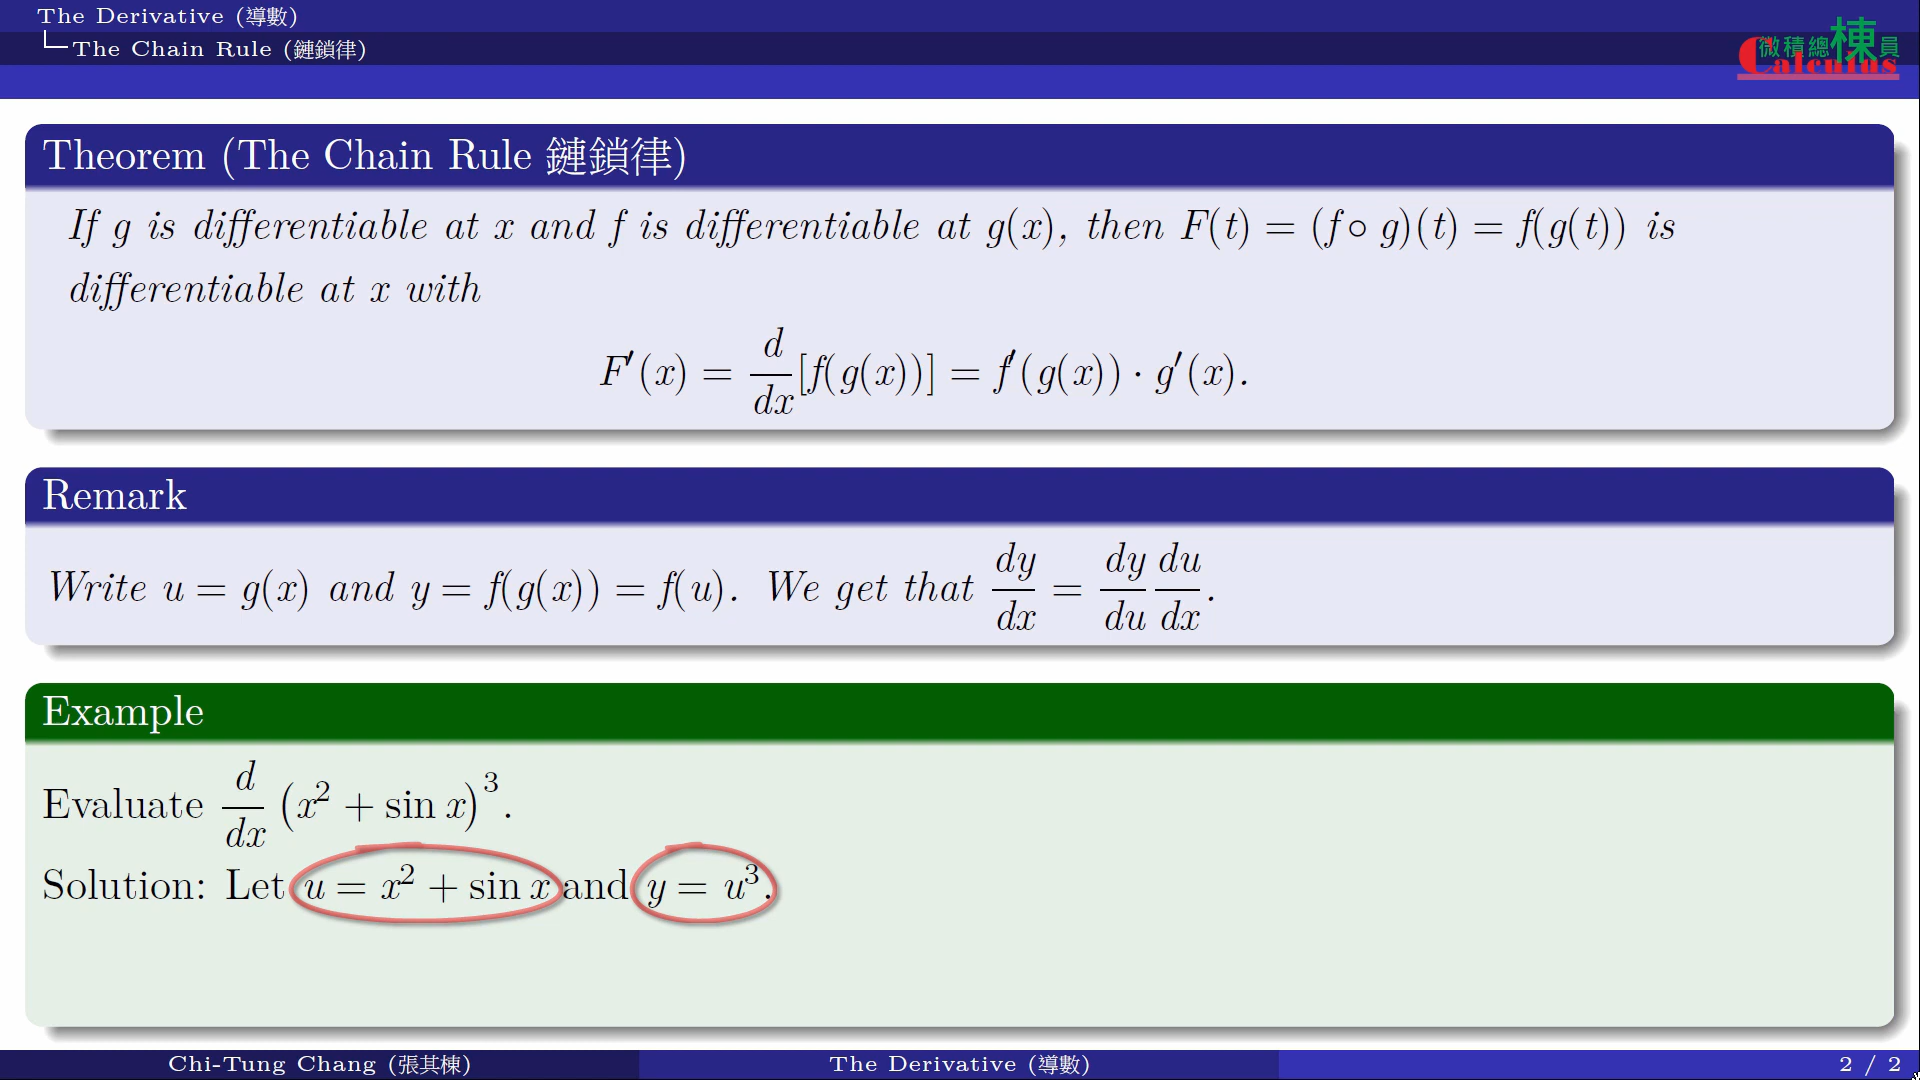 The Derivative (導數)
The Chain Rule (鏈鎖律)
微積總棟員
Calculus
Theorem (The Chain Rule 鏈鎖律)
If g is differentiable at x and f is differentiable at g(x), then F(t) = (f ∘ g)(t) = f(g(t)) is
differentiable at x with
F′(x) = d/dx [f(g(x))] = f′(g(x)) · g′(x).
Remark
Write u = g(x) and y = f(g(x)) = f(u). We get that dy/dx = dy/du du/dx.
Example
Evaluate d/dx (x² + sin x)³.
Solution: Let u = x² + sin x and y = u³.
Chi-Tung Chang (張其棟)
The Derivative (導數)
2 / 2